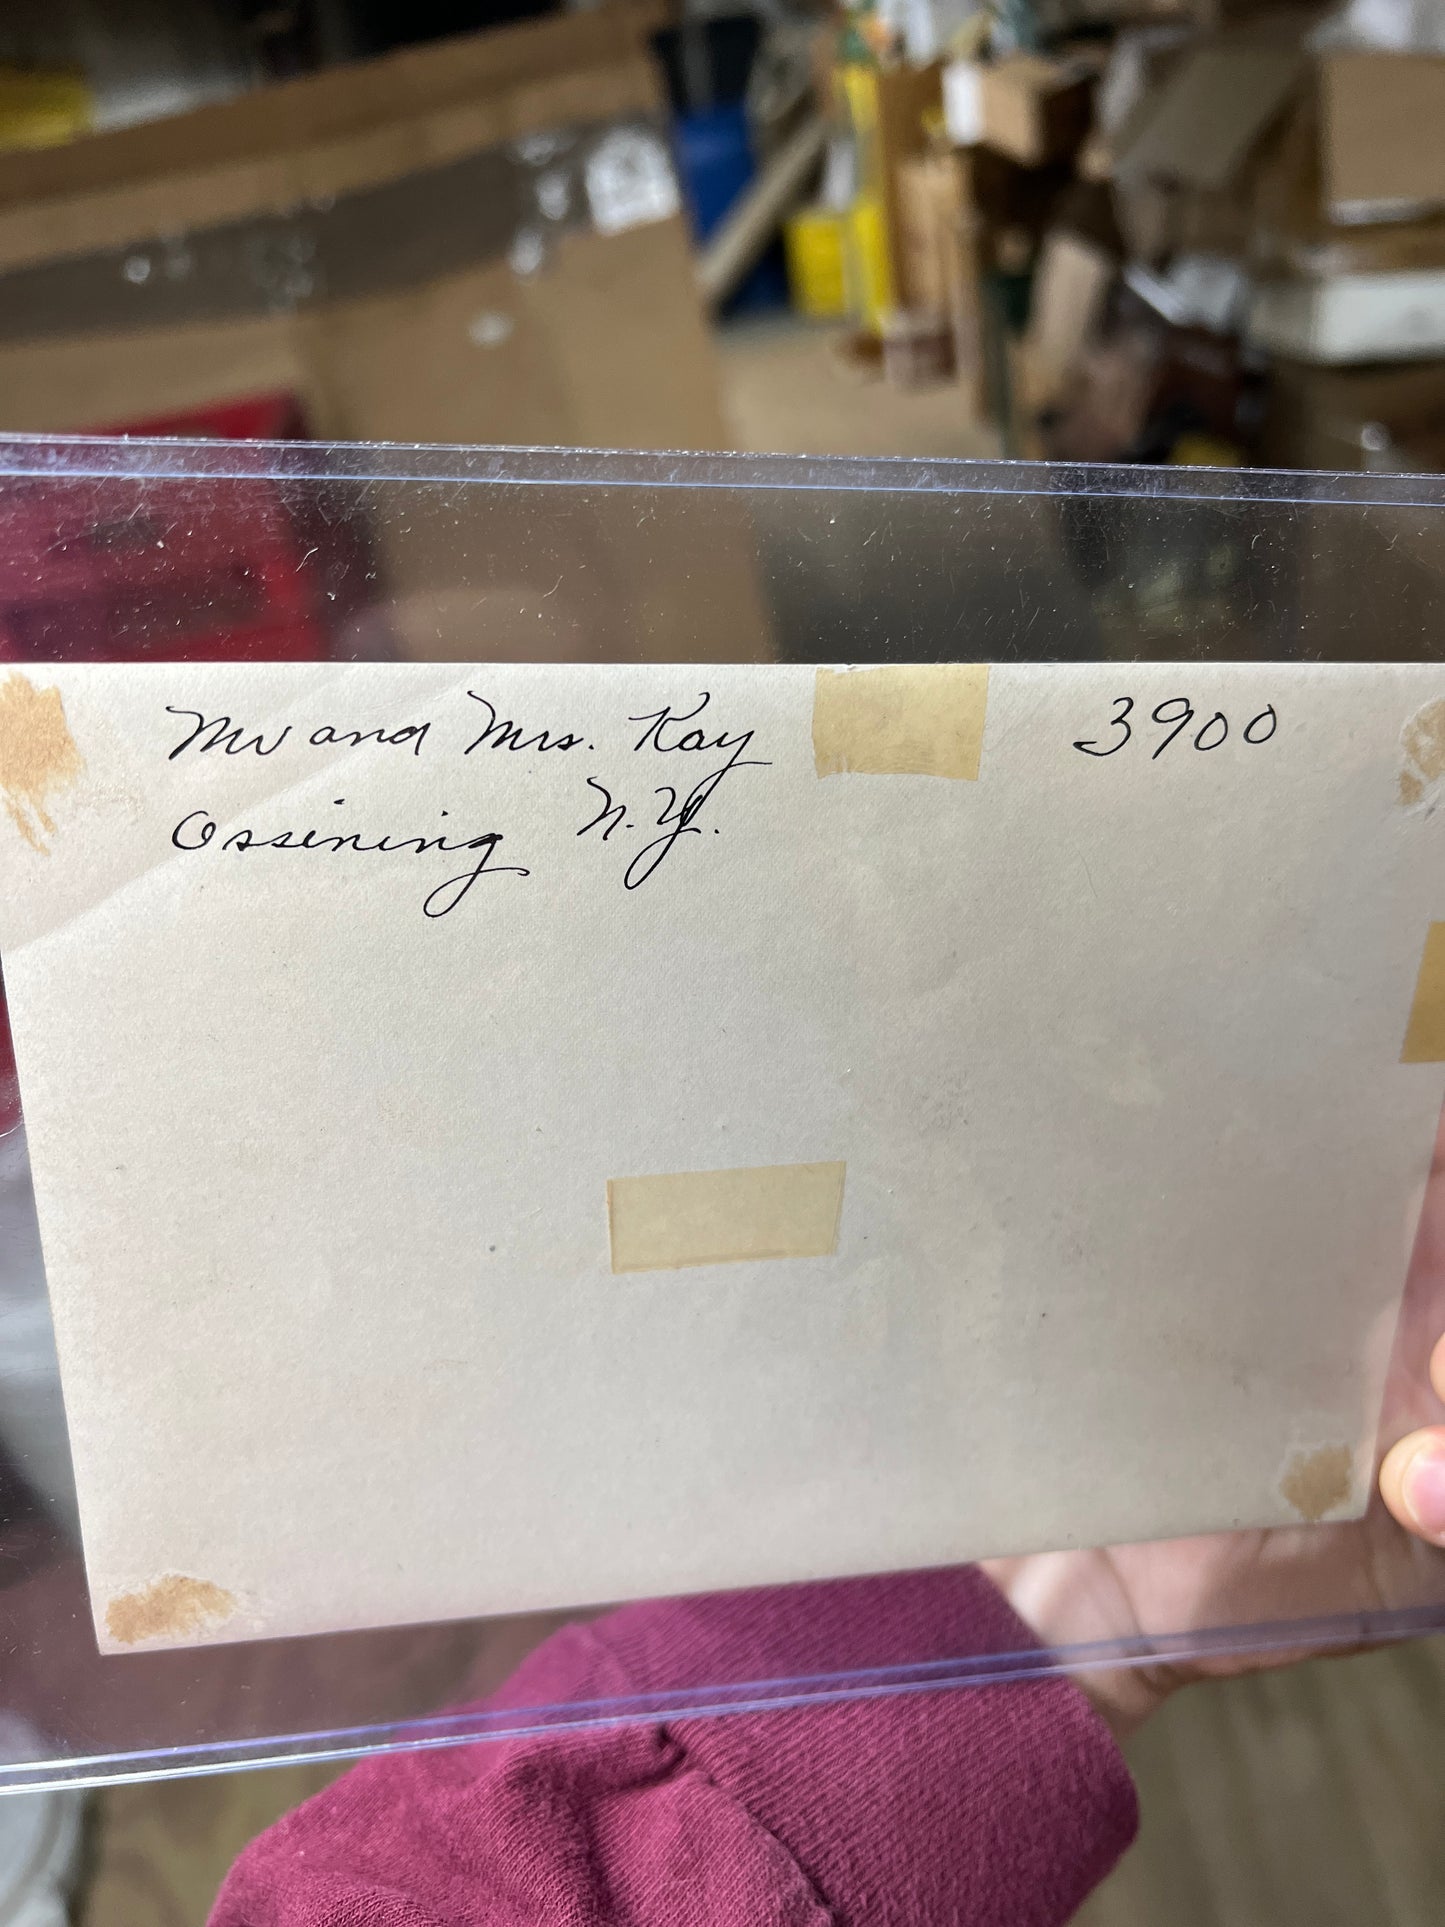 Mr and Mrs. Kay 3900
Ossining N.Y.